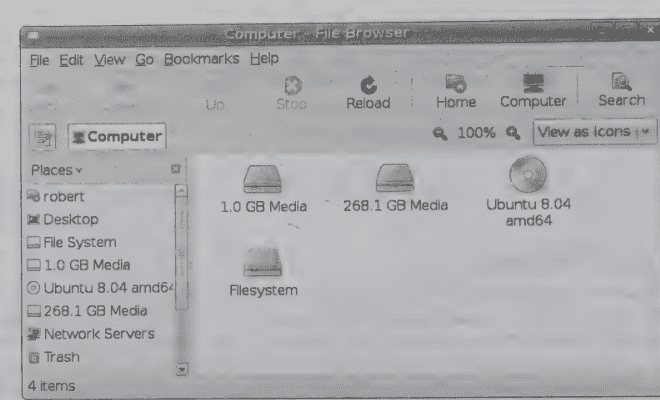 Computer - File Browser
File Edit View Go Bookmarks Help
Up Stop Reload Home Computer Search
Computer 100% View as Icons
Places
robert
Desktop
File System
1.0 GB Media
Ubuntu 8.04 amd64
268.1 GB Media
Network Servers
Trash
1.0 GB Media 268.1 GB Media Ubuntu 8.04
amd64
Filesystem
4 items